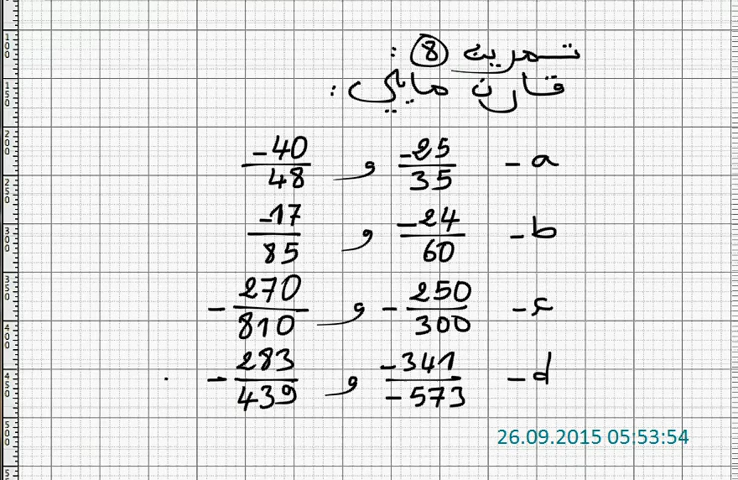 تمرين 8 :
قارن مايلي :
a- -25/35 و -40/48
b- -24/60 و -17/85
c- -250/300 و -270/810
d- -341/-573 و -283/439
26.09.2015 05:53:54